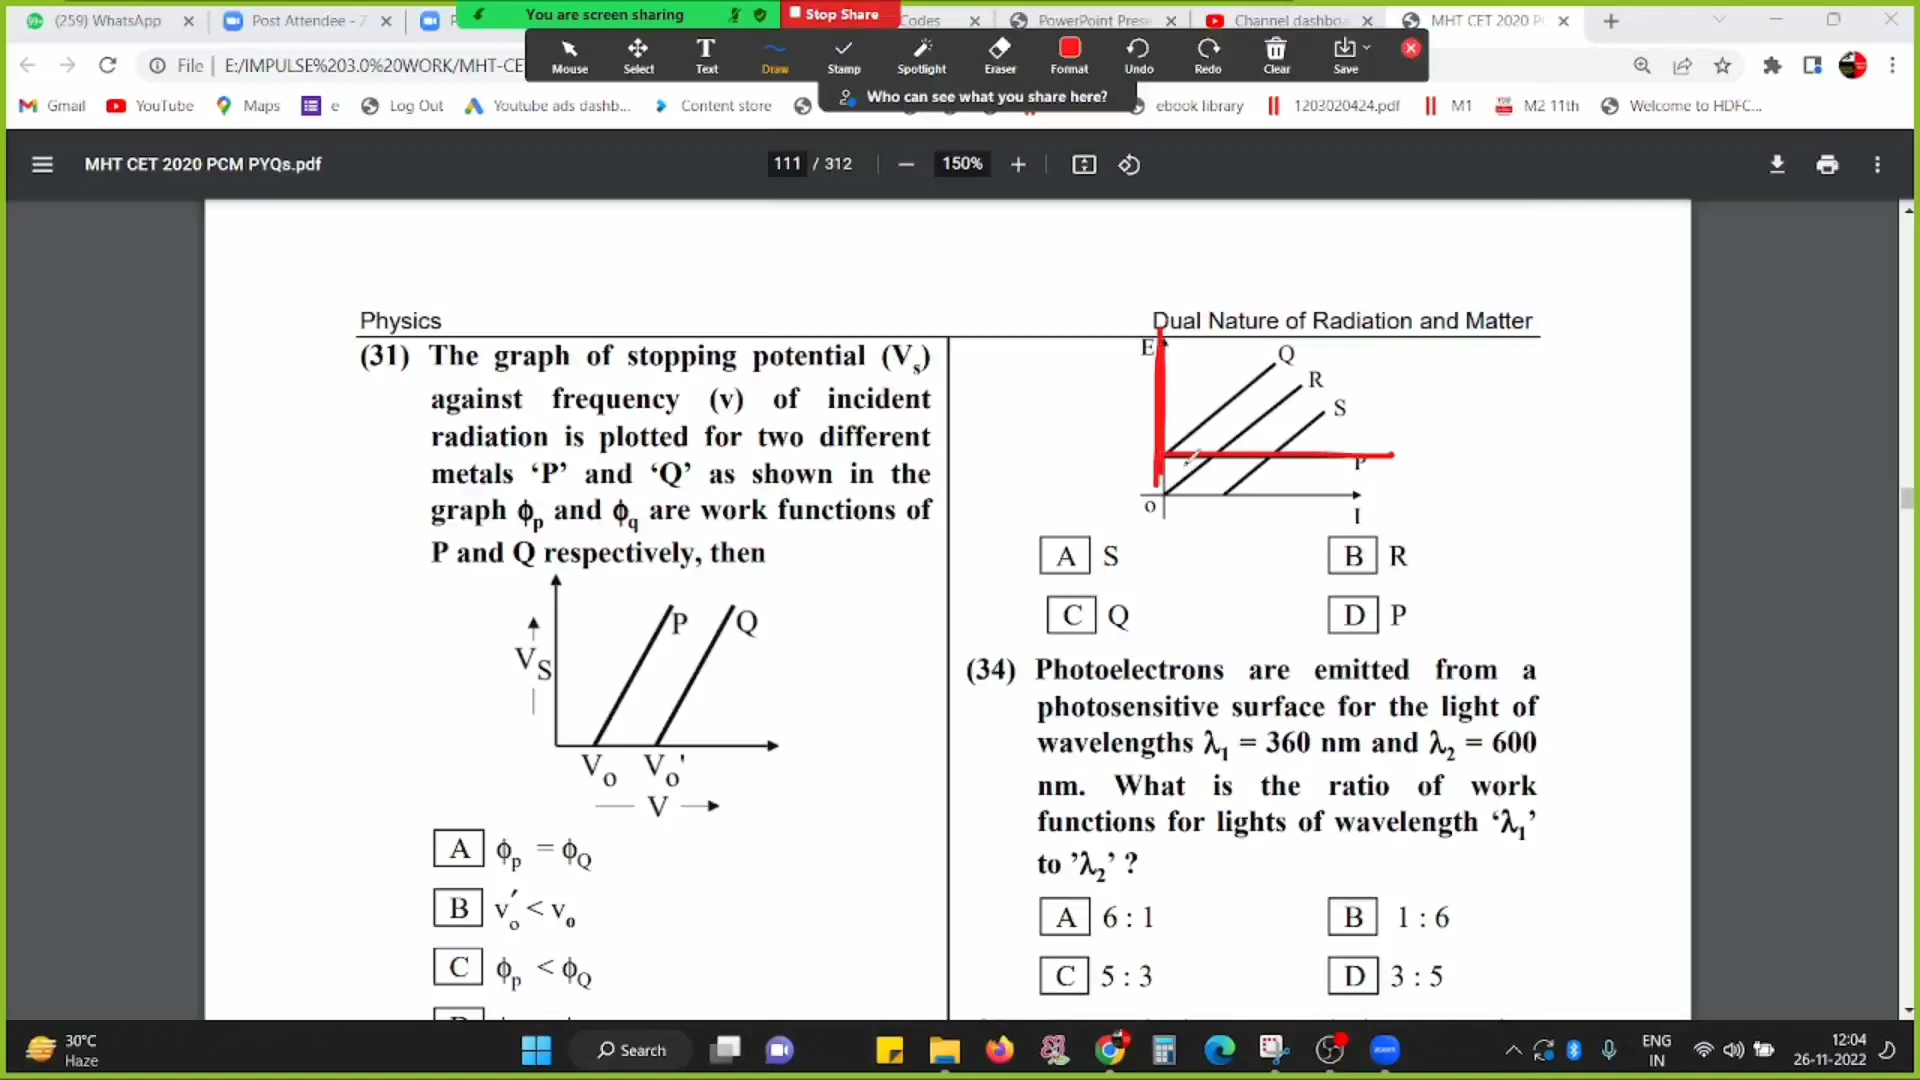 (259) WhatsApp
Post Attendee - Z
You are screen sharing
Stop Share
Codes
PowerPoint Pres
Channel dashbo
MHT CET 2020 P
File
E:/IMPULSE%203.0%20WORK/MHT-CE
Mouse
Select
Text
Draw
Stamp
Spotlight
Eraser
Format
Undo
Redo
Clear
Save
Who can see what you share here?
Gmail
YouTube
Maps
e
Log Out
Youtube ads dashb...
Content store
ebook library
1203020424.pdf
M1
M2 11th
Welcome to HDFC...
MHT CET 2020 PCM PYQs.pdf
111 / 312
150%
Physics
Dual Nature of Radiation and Matter
(31) The graph of stopping potential (Vₛ)
against frequency (v) of incident
radiation is plotted for two different
metals ‘P’ and ‘Q’ as shown in the
graph ϕp and ϕq are work functions of
P and Q respectively, then
VS
P
Q
Vo
Vo'
V
A ϕp = ϕQ
B v'o < vo
C ϕp < ϕQ
E
Q
R
S
P
o
I
A S
B R
C Q
D P
(34) Photoelectrons are emitted from a
photosensitive surface for the light of
wavelengths λ₁ = 360 nm and λ₂ = 600
nm. What is the ratio of work
functions for lights of wavelength ‘λ₁’
to ’λ₂’ ?
A 6 : 1
B 1 : 6
C 5 : 3
D 3 : 5
30°C
Haze
Search
zoom
ENG
IN
12:04
26-11-2022